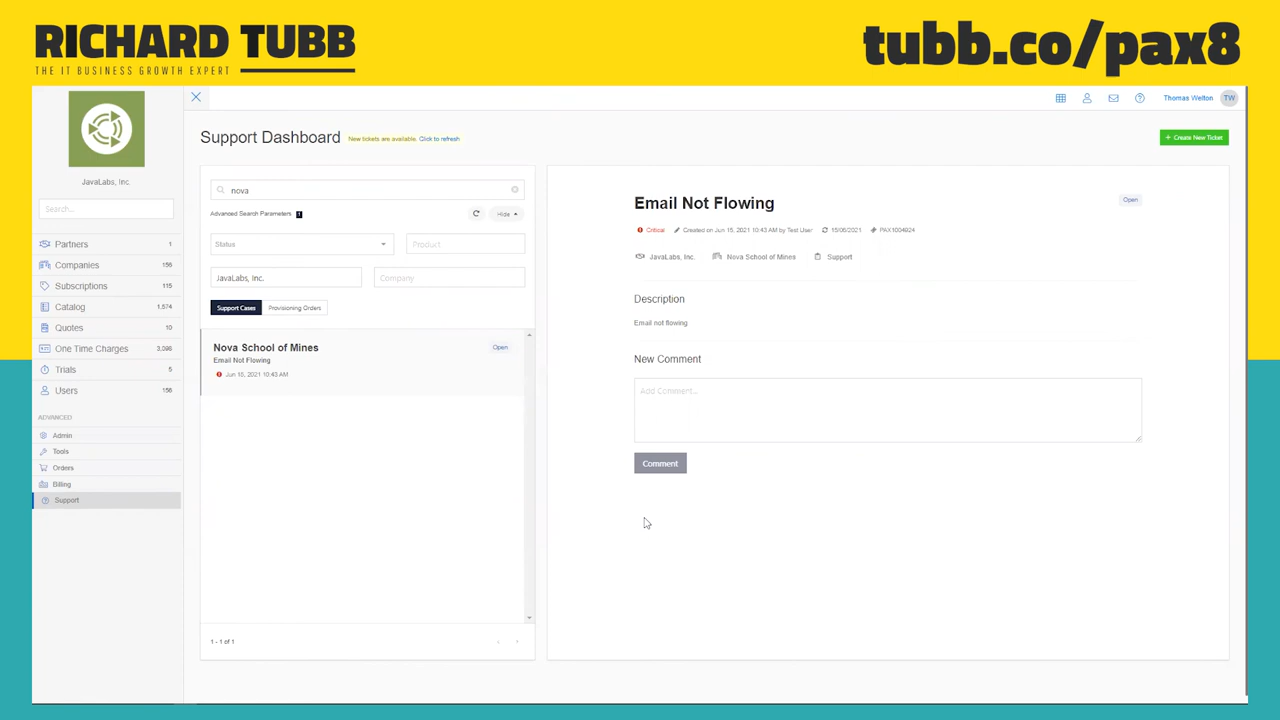 RICHARD TUBB
THE IT BUSINESS GROWTH EXPERT
tubb.co/pax8
Thomas Welton TW
JavaLabs, Inc.
Search...
Partners 1
Companies 156
Subscriptions 115
Catalog 1,674
Quotes 10
One Time Charges 3,098
Trials 5
Users 156
ADVANCED
Admin
Tools
Orders
Billing
Support
Support Dashboard New tickets are available. Click to refresh
+ Create New Ticket
nova
Advanced Search Parameters 1 Hide
Status Product
JavaLabs, Inc. Company
Support Cases Provisioning Orders
Nova School of Mines Open
Email Not Flowing
Jun 15, 2021 10:43 AM
1 - 1 of 1
Email Not Flowing Open
Critical Created on Jun 15, 2021 10:43 AM by Test User 15/06/2021 PAX1004924
JavaLabs, Inc. Nova School of Mines Support
Description
Email not flowing
New Comment
Add Comment...
Comment